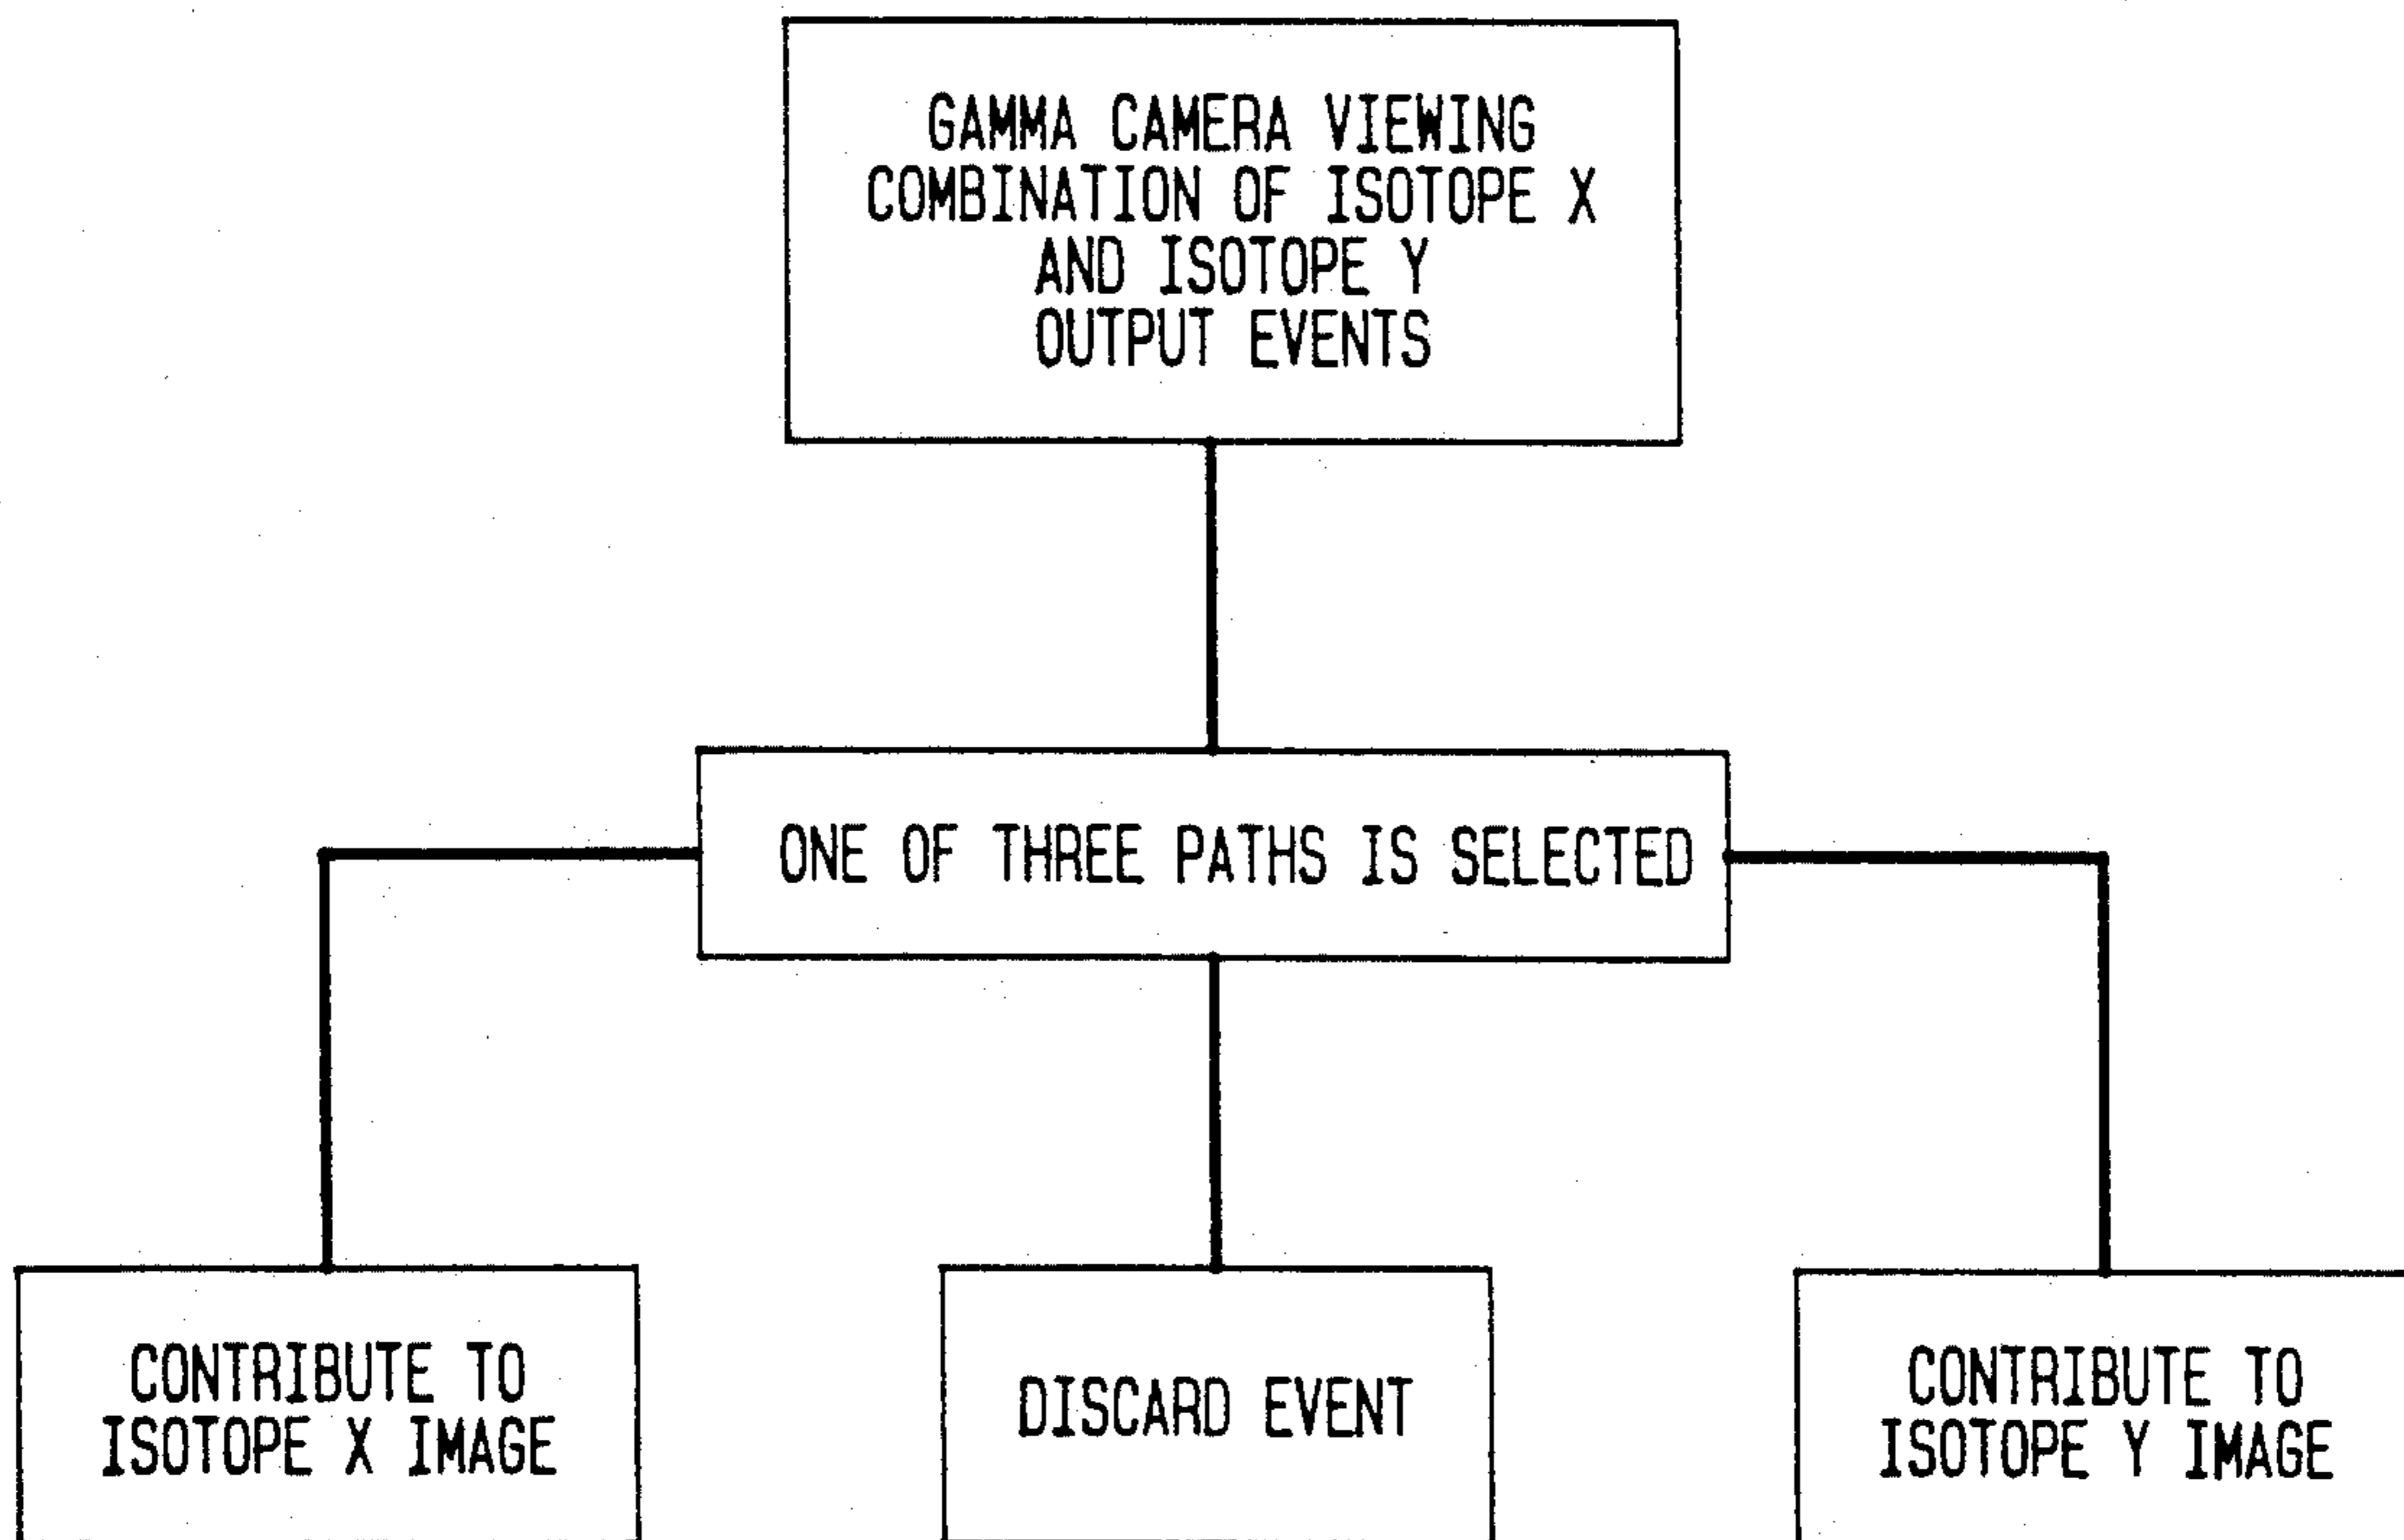 GAMMA CAMERA VIEWING
COMBINATION OF ISOTOPE X
AND ISOTOPE Y
OUTPUT EVENTS
ONE OF THREE PATHS IS SELECTED
CONTRIBUTE TO
ISOTOPE X IMAGE
DISCARD EVENT
CONTRIBUTE TO
ISOTOPE Y IMAGE